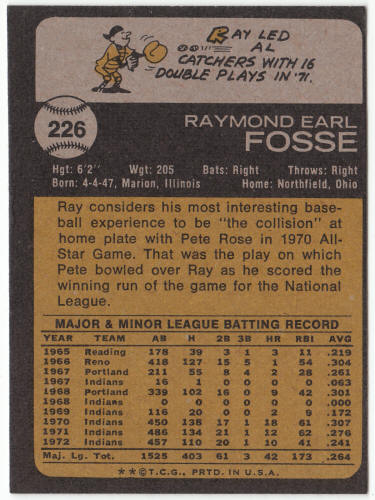 RAY LED
AL
CATCHERS WITH 16
DOUBLE PLAYS IN '71.
226
RAYMOND EARL
FOSSE
Hgt: 6'2" Wgt: 205 Bats: Right Throws: Right
Born: 4-4-47, Marion, Illinois Home: Northfield, Ohio
Ray considers his most interesting base-
ball experience to be "the collision" at
home plate with Pete Rose in 1970 All-
Star Game. That was the play on which
Pete bowled over Ray as he scored the
winning run of the game for the National
League.
MAJOR & MINOR LEAGUE BATTING RECORD
YEAR TEAM AB H 2B 3B HR RBI AVG
1965 Reading 178 39 3 1 3 11 .219
1966 Reno 418 127 15 5 1 54 .304
1967 Portland 211 55 8 4 2 28 .261
1967 Indians 16 1 0 0 0 0 .063
1968 Portland 339 102 16 0 9 42 .301
1968 Indians 0 0 0 0 0 0 .000
1969 Indians 116 20 0 0 2 9 .172
1970 Indians 450 138 17 1 18 61 .307
1971 Indians 486 134 21 1 12 62 .276
1972 Indians 457 110 20 1 10 41 .241
Maj. Lg. Tot. 1525 403 61 3 42 173 .264
**©T.C.G., PRTD. IN U.S.A.